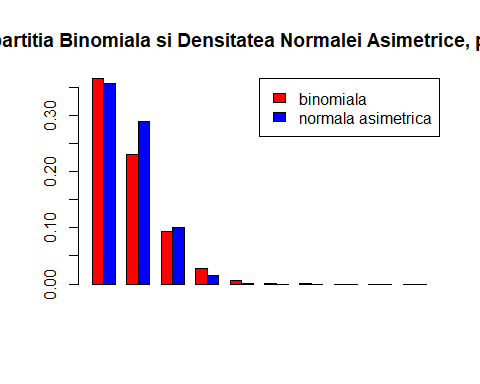 partitia Binomiala si Densitatea Normalei Asimetrice, p
binomiala
normala asimetrica
0.30
0.20
0.10
0.00